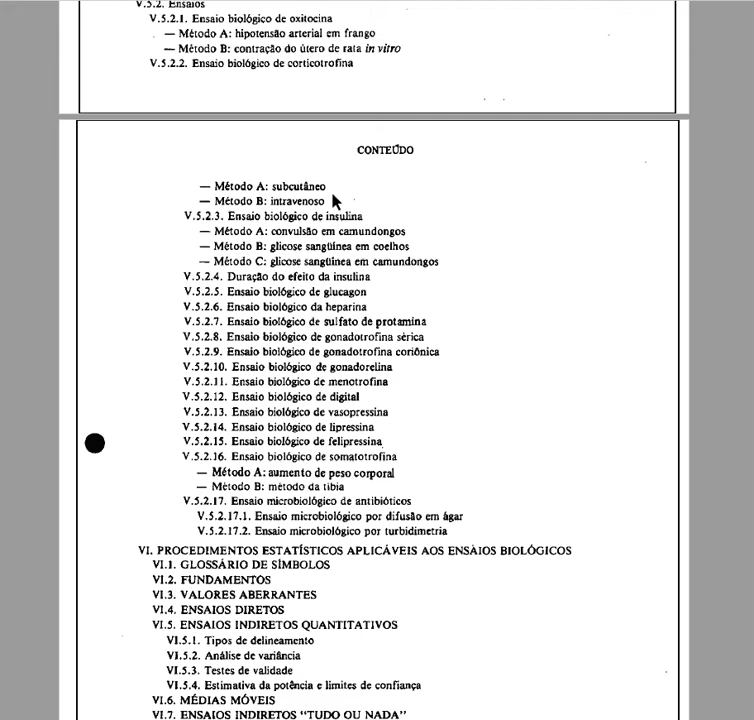 V.5.2. Ensaios
V.5.2.1. Ensaio biológico de oxitocina
— Método A: hipotensão arterial em frango
— Método B: contração do útero de rata in vitro
V.5.2.2. Ensaio biológico de corticotrofina
CONTEÚDO
— Método A: subcutâneo
— Método B: intravenoso
V.5.2.3. Ensaio biológico de insulina
— Método A: convulsão em camundongos
— Método B: glicose sangüínea em coelhos
— Método C: glicose sangüínea em camundongos
V.5.2.4. Duração do efeito da insulina
V.5.2.5. Ensaio biológico de glucagon
V.5.2.6. Ensaio biológico da heparina
V.5.2.7. Ensaio biológico de sulfato de protamina
V.5.2.8. Ensaio biológico de gonadotrofina sérica
V.5.2.9. Ensaio biológico de gonadotrofina coriônica
V.5.2.10. Ensaio biológico de gonadorelina
V.5.2.11. Ensaio biológico de menotrofina
V.5.2.12. Ensaio biológico de digital
V.5.2.13. Ensaio biológico de vasopressina
V.5.2.14. Ensaio biológico de lipressina
V.5.2.15. Ensaio biológico de felipressina
V.5.2.16. Ensaio biológico de somatotrofina
— Método A: aumento de peso corporal
— Método B: método da tíbia
V.5.2.17. Ensaio microbiológico de antibióticos
V.5.2.17.1. Ensaio microbiológico por difusão em ágar
V.5.2.17.2. Ensaio microbiológico por turbidimetria
VI. PROCEDIMENTOS ESTATÍSTICOS APLICÁVEIS AOS ENSAIOS BIOLÓGICOS
VI.1. GLOSSÁRIO DE SÍMBOLOS
VI.2. FUNDAMENTOS
VI.3. VALORES ABERRANTES
VI.4. ENSAIOS DIRETOS
VI.5. ENSAIOS INDIRETOS QUANTITATIVOS
VI.5.1. Tipos de delineamento
VI.5.2. Análise de variância
VI.5.3. Testes de validade
VI.5.4. Estimativa da potência e limites de confiança
VI.6. MÉDIAS MÓVEIS
VI.7. ENSAIOS INDIRETOS "TUDO OU NADA"